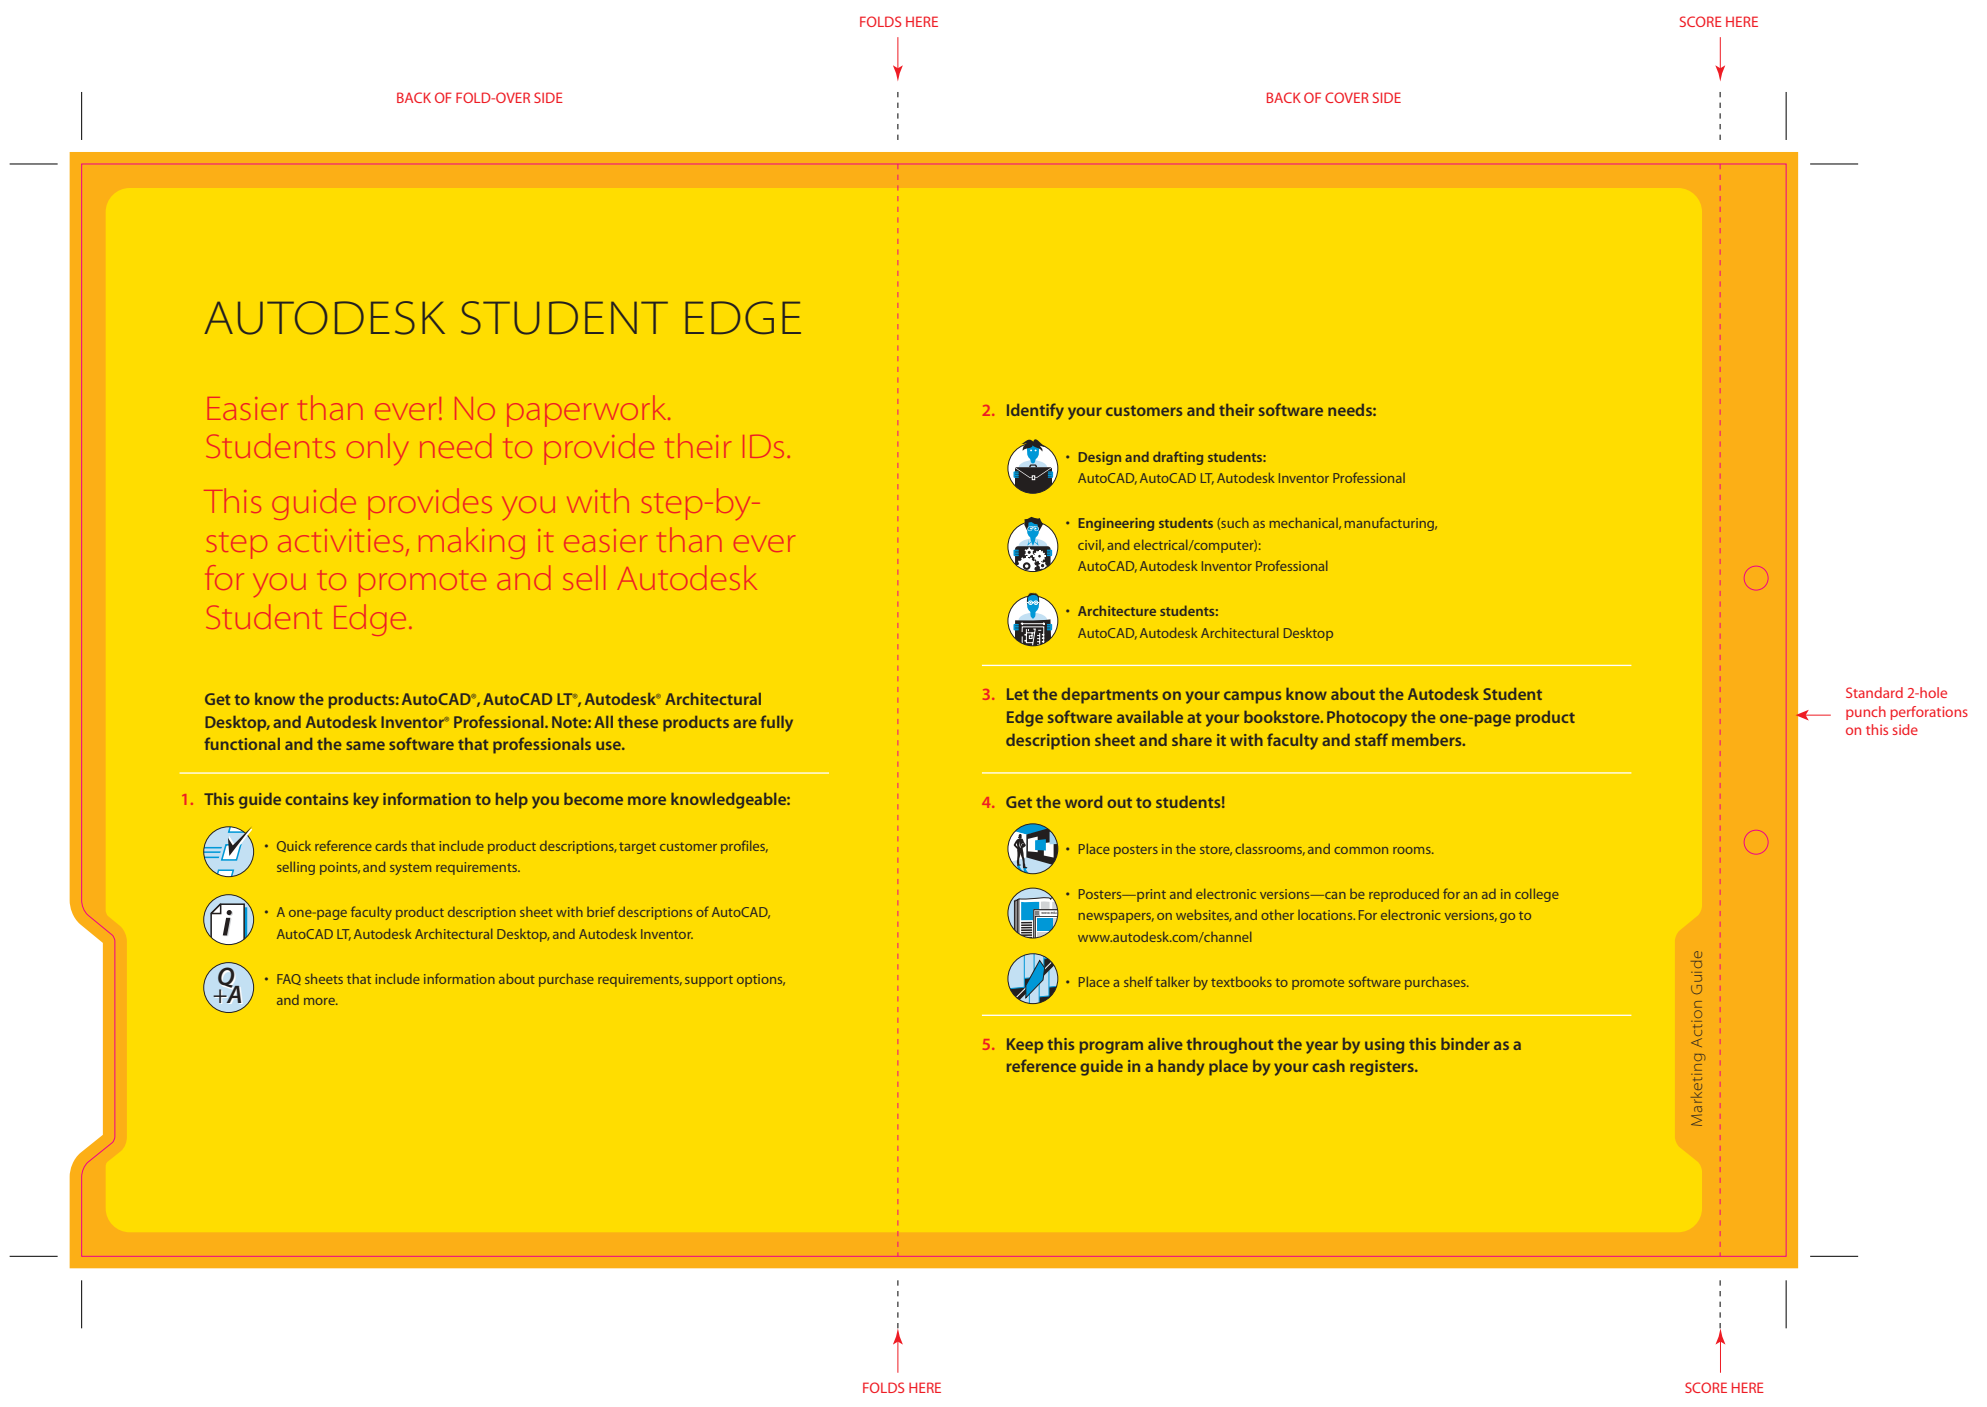 FOLDS HERE
SCORE HERE
BACK OF FOLD-OVER SIDE
BACK OF COVER SIDE
AUTODESK STUDENT EDGE
Easier than ever! No paperwork.
Students only need to provide their IDs.
This guide provides you with step-by-
step activities, making it easier than ever
for you to promote and sell Autodesk
Student Edge.
Get to know the products: AutoCAD®, AutoCAD LT®, Autodesk® Architectural
Desktop, and Autodesk Inventor® Professional. Note: All these products are fully
functional and the same software that professionals use.
1. This guide contains key information to help you become more knowledgeable:
• Quick reference cards that include product descriptions, target customer profiles,
selling points, and system requirements.
i
• A one-page faculty product description sheet with brief descriptions of AutoCAD,
AutoCAD LT, Autodesk Architectural Desktop, and Autodesk Inventor.
Q
+A
• FAQ sheets that include information about purchase requirements, support options,
and more.
2. Identify your customers and their software needs:
• Design and drafting students:
AutoCAD, AutoCAD LT, Autodesk Inventor Professional
• Engineering students (such as mechanical, manufacturing,
civil, and electrical/computer):
AutoCAD, Autodesk Inventor Professional
• Architecture students:
AutoCAD, Autodesk Architectural Desktop
3. Let the departments on your campus know about the Autodesk Student
Edge software available at your bookstore. Photocopy the one-page product
description sheet and share it with faculty and staff members.
4. Get the word out to students!
• Place posters in the store, classrooms, and common rooms.
• Posters—print and electronic versions—can be reproduced for an ad in college
newspapers, on websites, and other locations. For electronic versions, go to
www.autodesk.com/channel
• Place a shelf talker by textbooks to promote software purchases.
5. Keep this program alive throughout the year by using this binder as a
reference guide in a handy place by your cash registers.
Marketing Action Guide
Standard 2-hole
punch perforations
on this side
FOLDS HERE
SCORE HERE